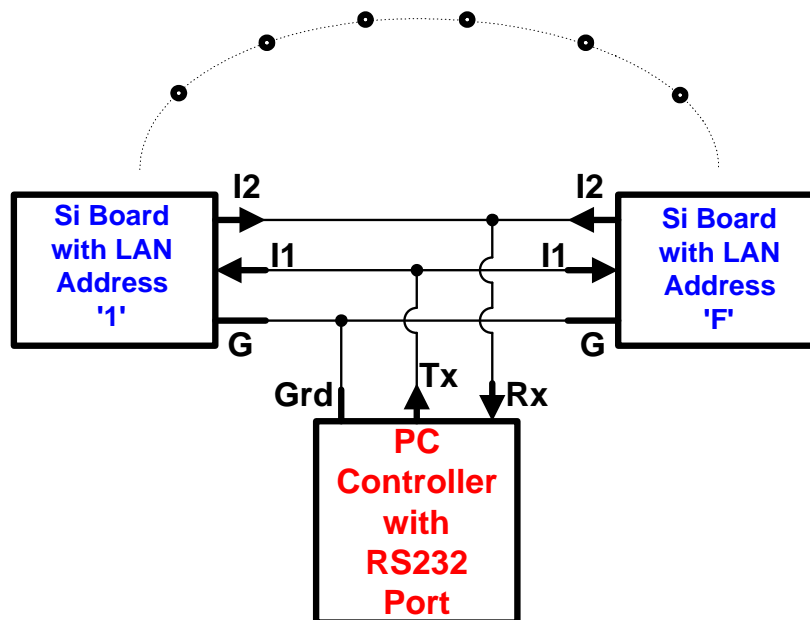 I2
I2
Si Board
with LAN
Address
'1'
Si Board
with LAN
Address
'F'
I1
I1
G
G
Grd
Tx
Rx
PC
Controller
with
RS232
Port